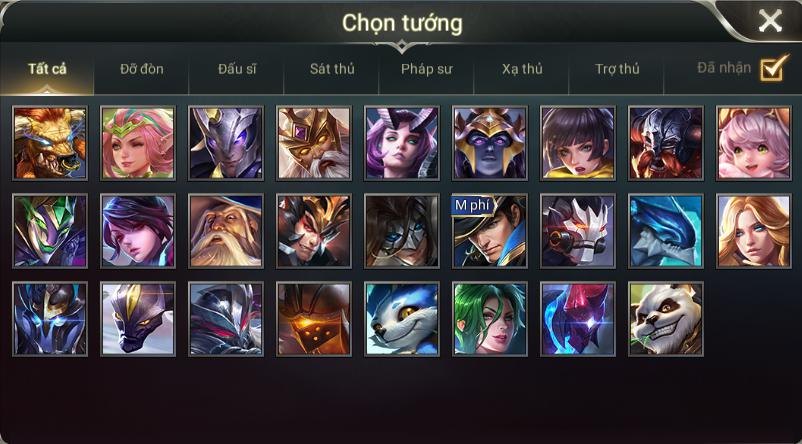 Chọn tướng
Tất cả Đỡ đòn Đấu sĩ Sát thủ Pháp sư Xạ thủ Trợ thủ Đã nhận
M phí